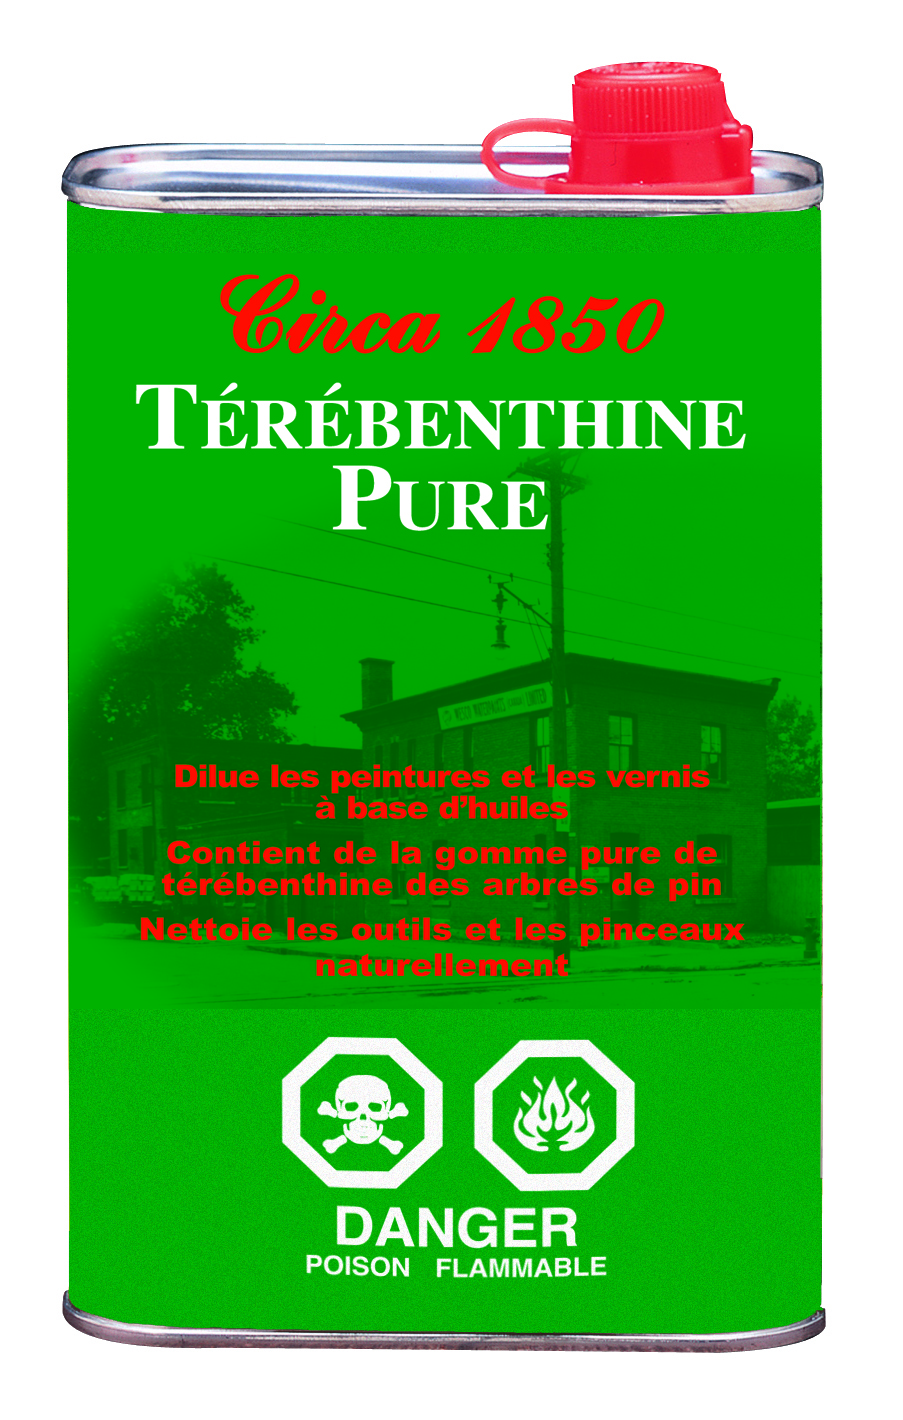 Circa 1850
TÉRÉBENTHINE
PURE
Dilue les peintures et les vernis
à base d'huiles
Contient de la gomme pure de
térébenthine des arbres de pin
Nettoie les outils et les pinceaux
naturellement
DANGER
POISON FLAMMABLE